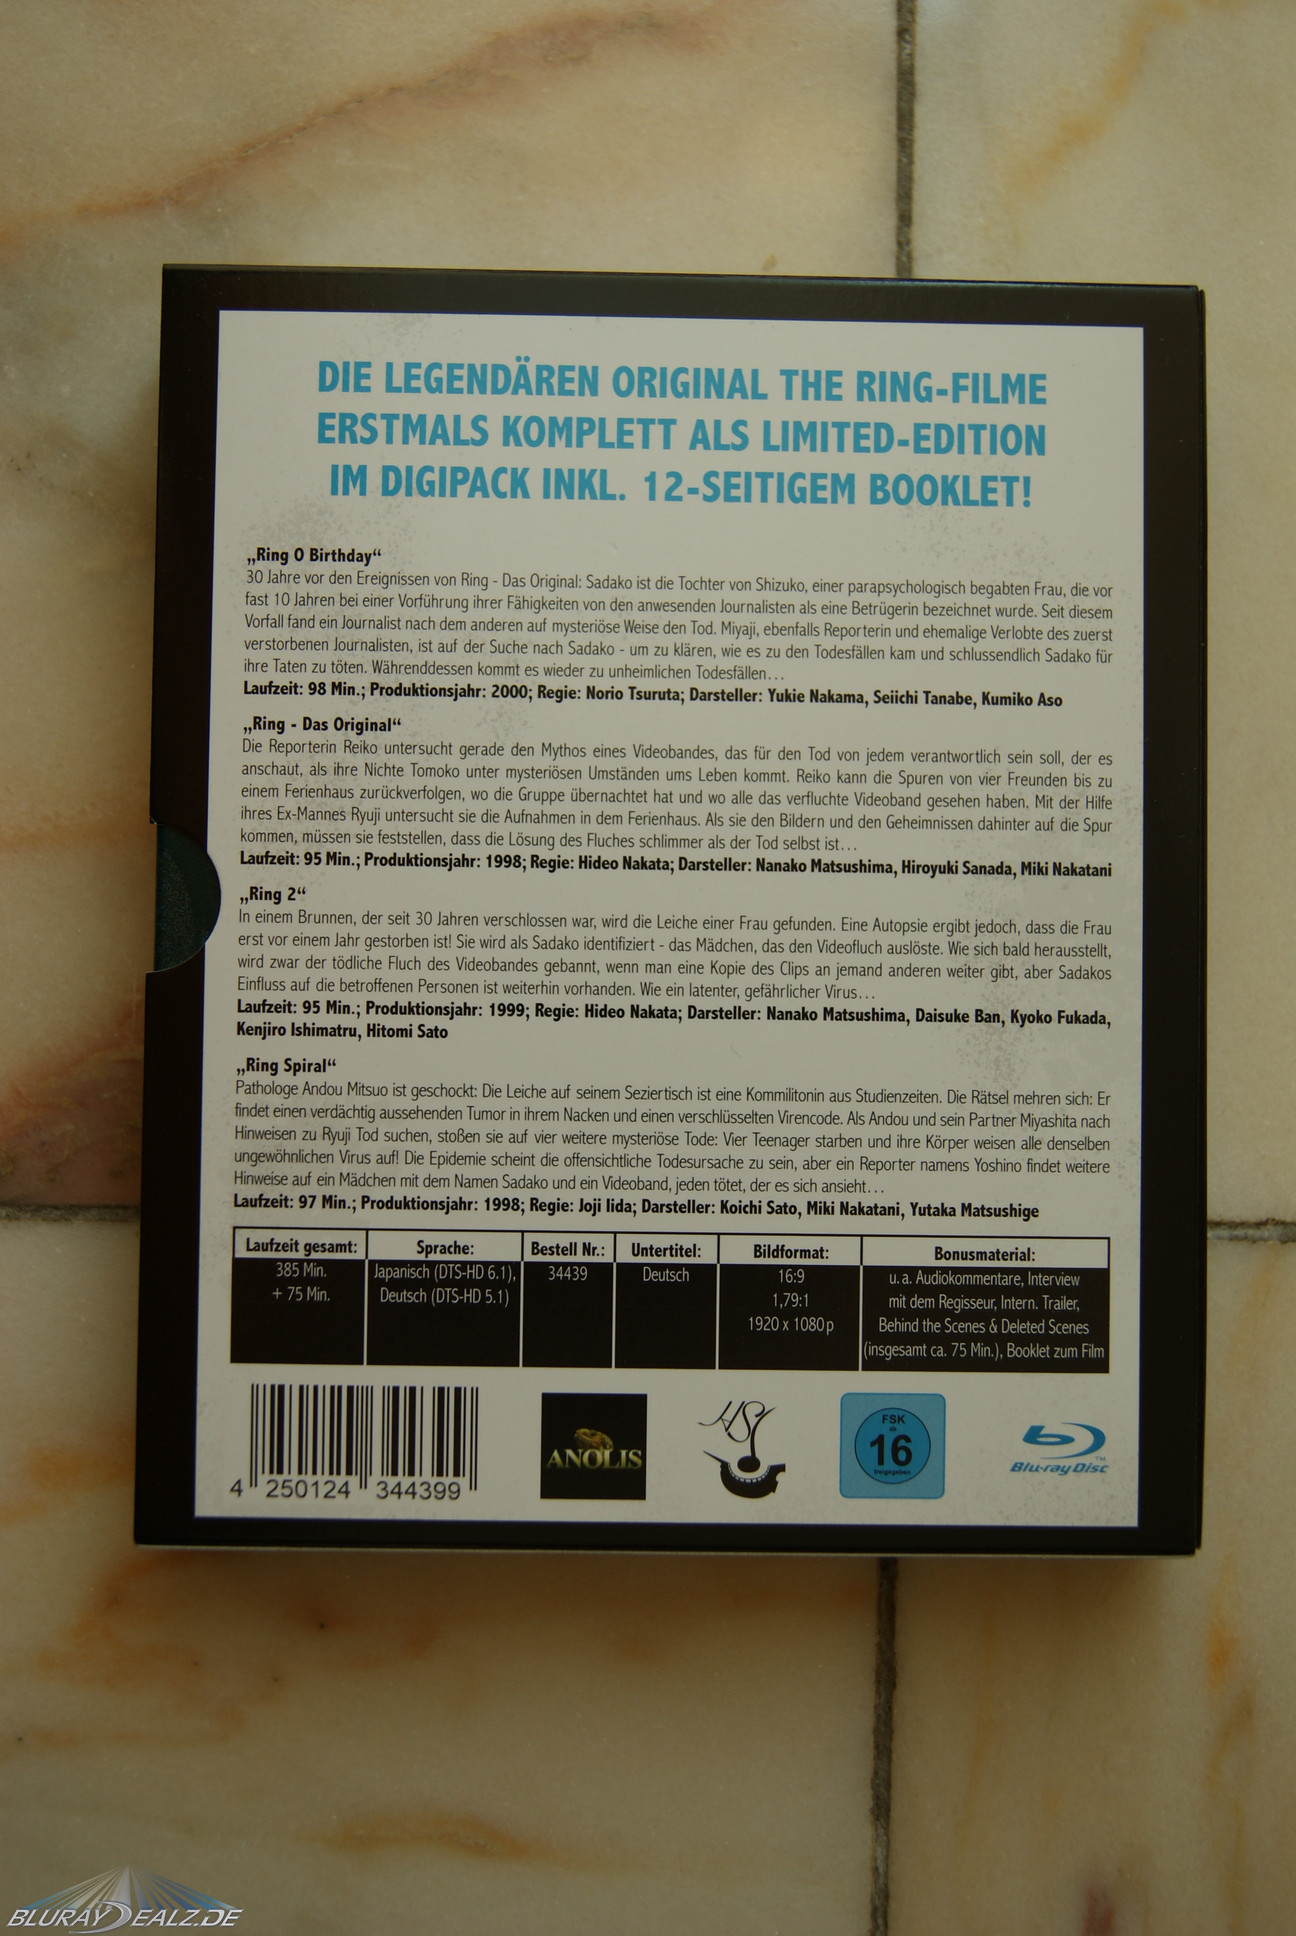 DIE LEGENDÄREN ORIGINAL THE RING-FILME
ERSTMALS KOMPLETT ALS LIMITED-EDITION
IM DIGIPACK INKL. 12-SEITIGEM BOOKLET!
„Ring 0 Birthday“
30 Jahre vor den Ereignissen von Ring - Das Original: Sadako ist die Tochter von Shizuko, einer parapsychologisch begabten Frau, die vor
fast 10 Jahren bei einer Vorführung ihrer Fähigkeiten von den anwesenden Journalisten als eine Betrügerin bezeichnet wurde. Seit diesem
Vorfall fand ein Journalist nach dem anderen auf mysteriöse Weise den Tod. Miyaji, ebenfalls Reporterin und ehemalige Verlobte des zuerst
verstorbenen Journalisten, ist auf der Suche nach Sadako - um zu klären, wie es zu den Todesfällen kam und schlussendlich Sadako für
ihre Taten zu töten. Währenddessen kommt es wieder zu unheimlichen Todesfällen...
Laufzeit: 98 Min.; Produktionsjahr: 2000; Regie: Norio Tsuruta; Darsteller: Yukie Nakama, Seiichi Tanabe, Kumiko Aso
„Ring - Das Original“
Die Reporterin Reiko untersucht gerade den Mythos eines Videobandes, das für den Tod von jedem verantwortlich sein soll, der es
anschaut, als ihre Nichte Tomoko unter mysteriösen Umständen ums Leben kommt. Reiko kann die Spuren von vier Freunden bis zu
einem Ferienhaus zurückverfolgen, wo die Gruppe übernachtet hat und wo alle das verfluchte Videoband gesehen haben. Mit der Hilfe
ihres Ex-Mannes Ryuji untersucht sie die Aufnahmen in dem Ferienhaus. Als sie den Bildern und den Geheimnissen dahinter auf die Spur
kommen, müssen sie feststellen, dass die Lösung des Fluches schlimmer als der Tod selbst ist...
Laufzeit: 95 Min.; Produktionsjahr: 1998; Regie: Hideo Nakata; Darsteller: Nanako Matsushima, Hiroyuki Sanada, Miki Nakatani
„Ring 2“
In einem Brunnen, der seit 30 Jahren verschlossen war, wird die Leiche einer Frau gefunden. Eine Autopsie ergibt jedoch, dass die Frau
erst vor einem Jahr gestorben ist! Sie wird als Sadako identifiziert - das Mädchen, das den Videofluch auslöste. Wie sich bald herausstellt,
wird zwar der tödliche Fluch des Videobandes gebannt, wenn man eine Kopie des Clips an jemand anderen weiter gibt, aber Sadakos
Einfluss auf die betroffenen Personen ist weiterhin vorhanden. Wie ein latenter, gefährlicher Virus...
Laufzeit: 95 Min.; Produktionsjahr: 1999; Regie: Hideo Nakata; Darsteller: Nanako Matsushima, Daisuke Ban, Kyoko Fukada,
Kenjiro Ishimatru, Hitomi Sato
„Ring Spiral“
Pathologe Andou Mitsuo ist geschockt: Die Leiche auf seinem Seziertisch ist eine Kommilitonin aus Studienzeiten. Die Rätsel mehren sich: Er
findet einen verdächtig aussehenden Tumor in ihrem Nacken und einen verschlüsselten Virencode. Als Andou und sein Partner Miyashita nach
Hinweisen zu Ryuji Tod suchen, stoßen sie auf vier weitere mysteriöse Tode: Vier Teenager starben und ihre Körper weisen alle denselben
ungewöhnlichen Virus auf! Die Epidemie scheint die offensichtliche Todesursache zu sein, aber ein Reporter namens Yoshino findet weitere
Hinweise auf ein Mädchen mit dem Namen Sadako und ein Videoband, jeden tötet, der es sich ansieht...
Laufzeit: 97 Min.; Produktionsjahr: 1998; Regie: Joji Iida; Darsteller: Koichi Sato, Miki Nakatani, Yutaka Matsushige
Laufzeit gesamt: Sprache: Bestell Nr.: Untertitel: Bildformat: Bonusmaterial:
385 Min. Japanisch (DTS-HD 6.1), 34439 Deutsch 16:9 u. a. Audiokommentare, Interview
+ 75 Min. Deutsch (DTS-HD 5.1) 1,79:1 mit dem Regisseur, Intern. Trailer,
1920 x 1080p Behind the Scenes & Deleted Scenes
(insgesamt ca. 75 Min.), Booklet zum Film
4 250124 344399
ANOLIS
HSC
FSK
ab
16
freigegeben
Blu-ray Disc
TM
BLURAYDEALZ.DE